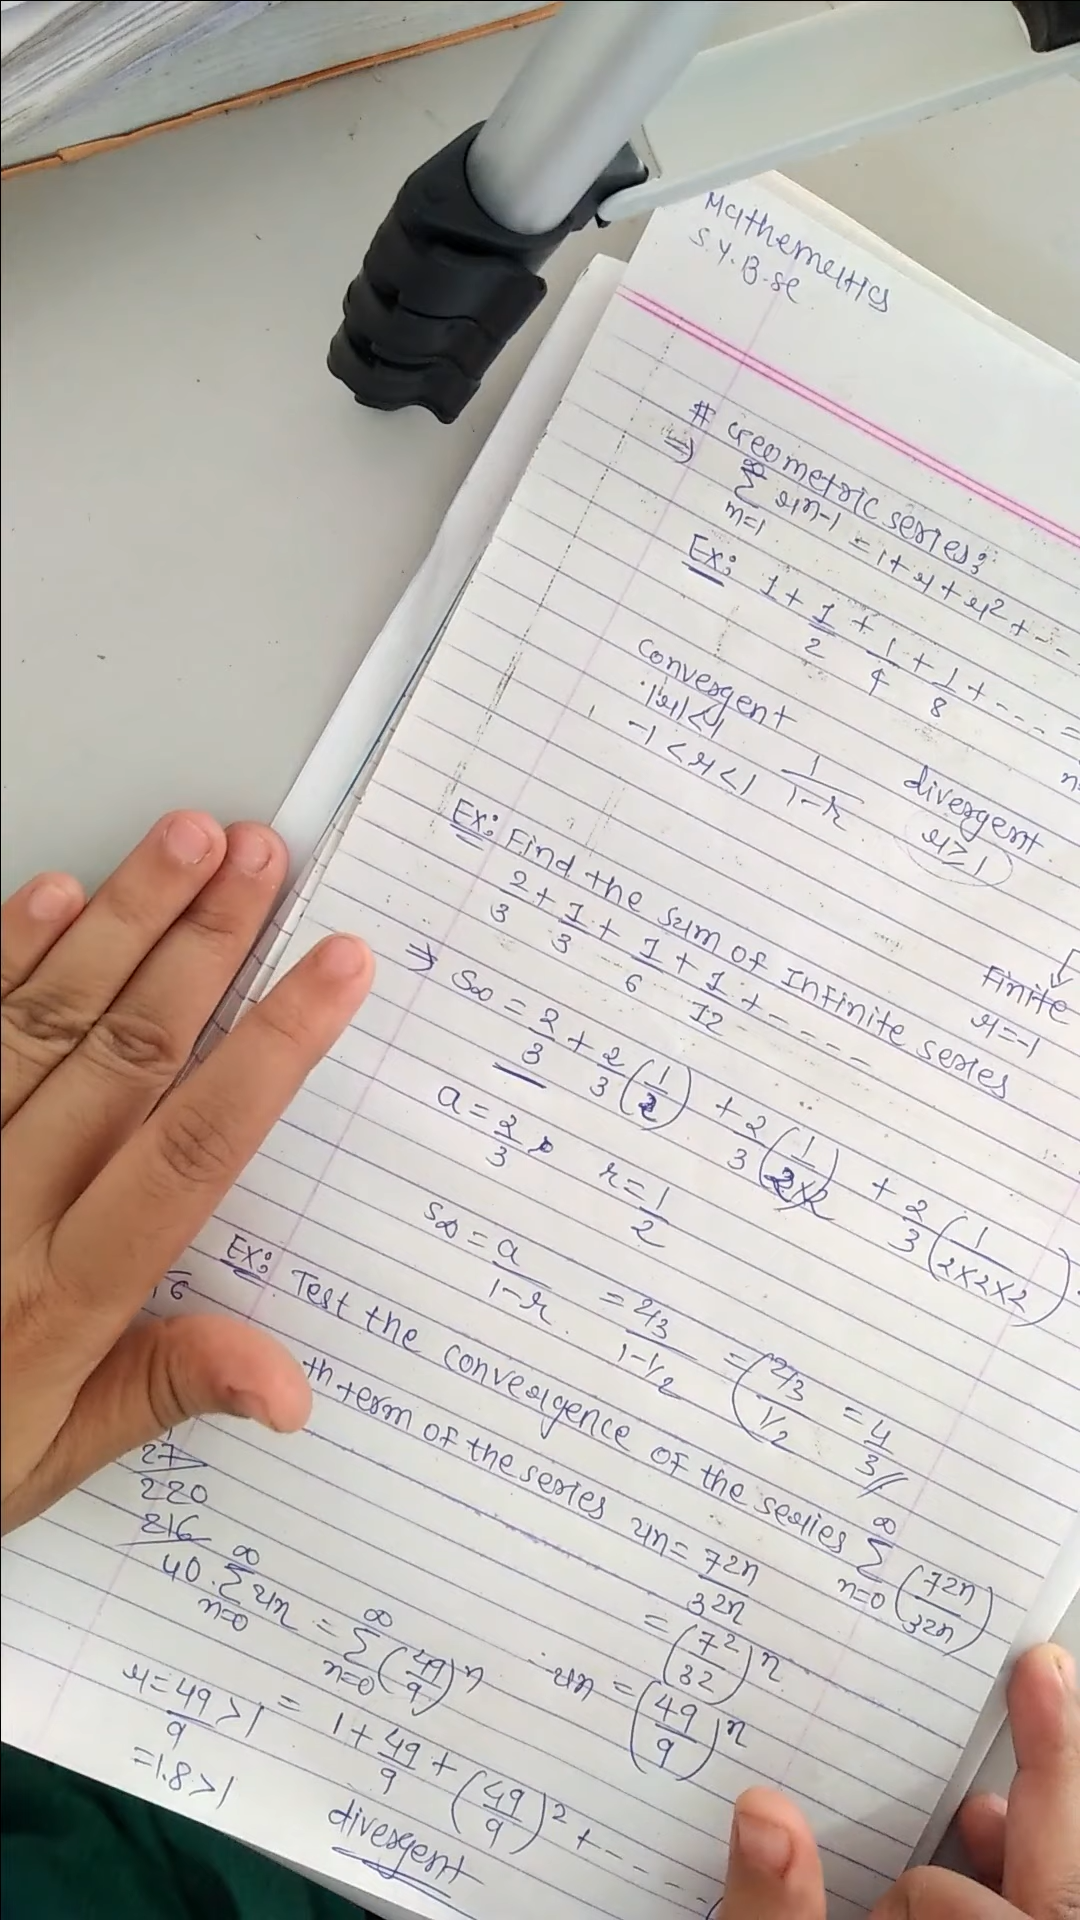 Mathemetics
S.Y.B.sc
# Geometric series:
⇒ ∞ Σ n=1 r^n-1 = 1 + r + r² + - - -
Ex: 1 + 1/2 + 1/4 + 1/8 + - - - - =
convergent
|r|<1
-1 < r < 1 1/1-r
divergent
r ≥ 1
Finite
r = -1
Ex: Find the sum of Infinite series
2/3 + 1/3 + 1/6 + 1/12 + - - - - -
⇒ S∞ = 2/3 + 2/3 (1/2) + 2/3 (1/2×2) + 2/3 (1/2×2×2)
a = 2/3, r = 1/2
S∞ = a/1-r = 2/3/1-1/2 = (2/3/1/2 = 4/3 //
Ex: Test the convergence of the series ∞ Σ n=0 (7^2n/3^2n)
th term of the series un = 7^2n/3^2n
= (7²/3²)^n
un = (49/9)^n
27
220
216
40
∞ Σ n=0 un = ∞ Σ n=0 (49/9)^n
= 1 + 49/9 + (49/9)² + - - - -
r = 49/9 > 1
= 1.8 > 1
divergent